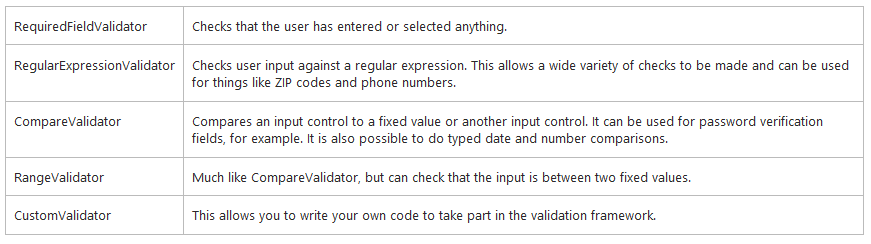 RequiredFieldValidator
Checks that the user has entered or selected anything.
RegularExpressionValidator
Checks user input against a regular expression. This allows a wide variety of checks to be made and can be used
for things like ZIP codes and phone numbers.
CompareValidator
Compares an input control to a fixed value or another input control. It can be used for password verification
fields, for example. It is also possible to do typed date and number comparisons.
RangeValidator
Much like CompareValidator, but can check that the input is between two fixed values.
CustomValidator
This allows you to write your own code to take part in the validation framework.